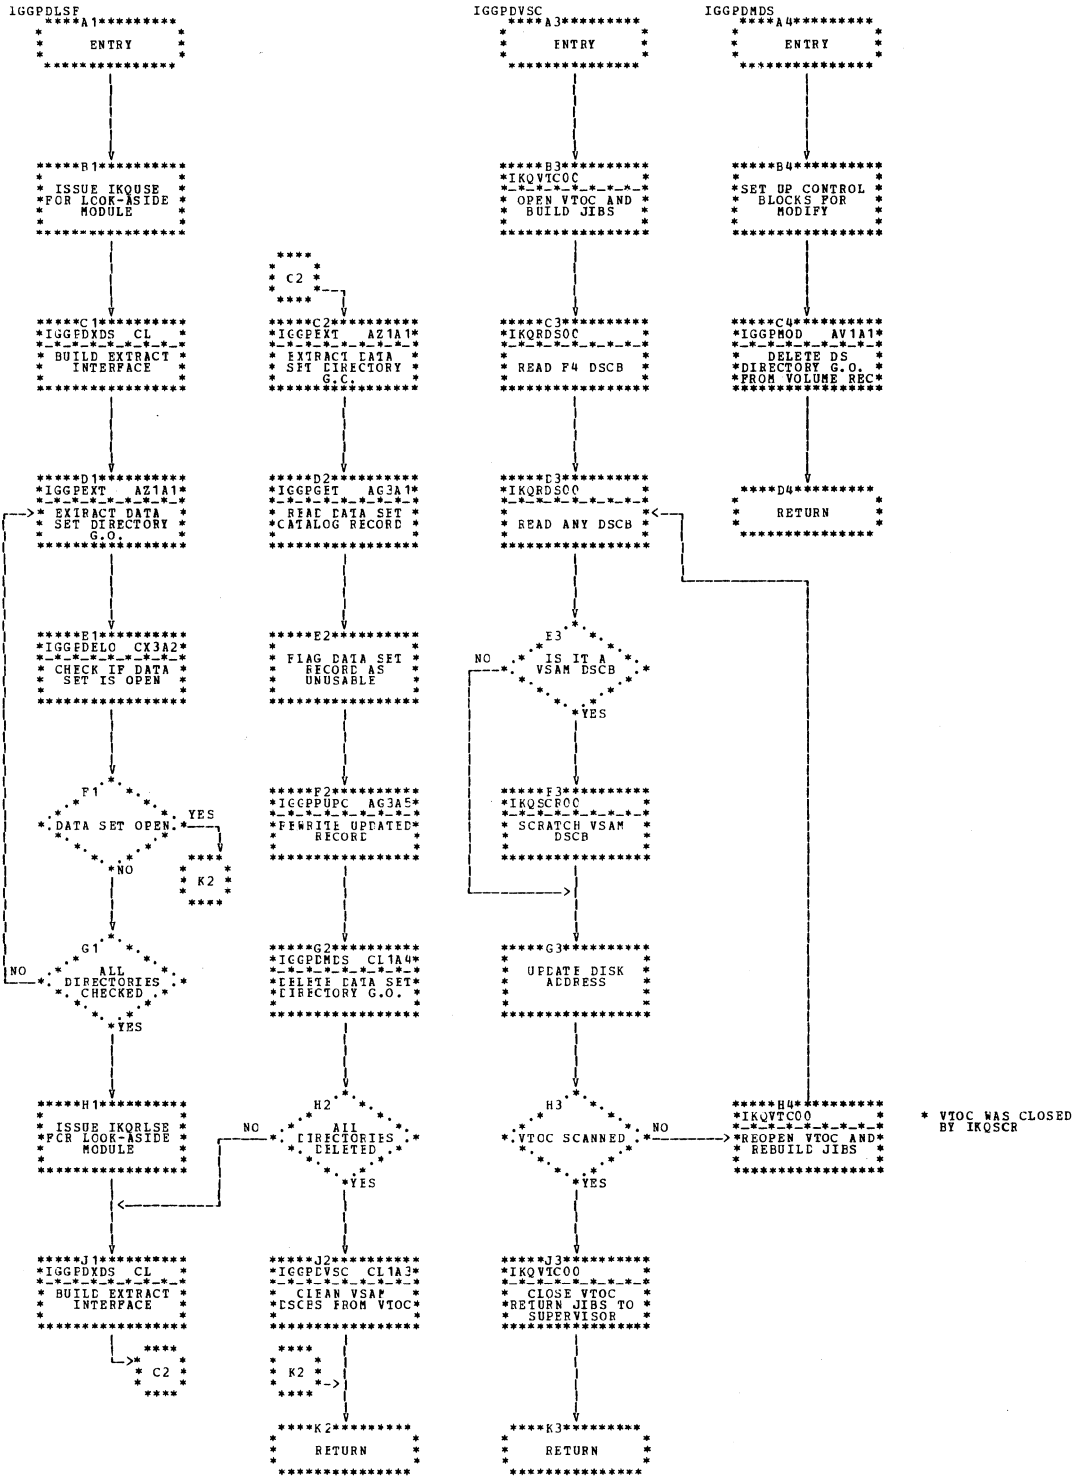 IGGPDLSF
A1
ENTRY
B1
ISSUE IKQUSE
FOR LCOK-ASIDE
MODULE
C1
IGGPDXDS CL
BUILD EXTRACT
INTERFACE
D1
IGGPEXT AZ1A1
EXTRACT DATA
SET DIRECTORY
G.O.
E1
IGGPDELO CX3A2
CHECK IF DATA
SET IS OPEN
F1
DATA SET OPEN
YES
K2
NO
G1
ALL
DIRECTORIES
CHECKED
NO
YES
H1
ISSUE IKQRLSE
FCR LOOK-ASIDE
MODULE
J1
IGGPDXDS CL
BUILD EXTRACT
INTERFACE
C2
C2
C2
IGGPEXT AZ1A1
EXTRACT DATA
SET DIRECTORY
G.C.
D2
IGGPGET AG3A1
READ DATA SET
CATALOG RECORD
E2
FLAG DATA SET
RECORD AS
UNUSABLE
F2
IGGPPUPC AG3A5
REWRITE UPDATED
RECORD
G2
IGGPDMDS CL1A4
DELETE DATA SET
DIRECTORY G.O.
H2
ALL
DIRECTORIES
DELETED
NO
YES
J2
IGGPDVSC CL1A3
CLEAN VSAM
DSCBS FROM VTOC
K2
K2
RETURN
IGGPDVSC
A3
ENTRY
B3
IKQVTC0C
OPEN VTOC AND
BUILD JIBS
C3
IKQRDS0C
READ F4 DSCB
D3
IKQRDS00
READ ANY DSCB
E3
IS IT A
VSAM DSCB
NO
YES
F3
IKQSCR00
SCRATCH VSAM
DSCB
G3
UPDATE DISK
ADDRESS
H3
VTOC SCANNED
NO
YES
J3
IKQVTC00
CLOSE VTOC
RETURN JIBS TO
SUPERVISOR
K3
RETURN
IGGPDMDS
A4
ENTRY
B4
SET UP CONTROL
BLOCKS FOR
MODIFY
C4
IGGPMOD AV1A1
DELETE DS
DIRECTORY G.O.
FROM VOLUME REC
D4
RETURN
H4
IKQVTC00
REOPEN VTOC AND
REBUILD JIBS
* VTOC WAS CLOSED
BY IKQSCR